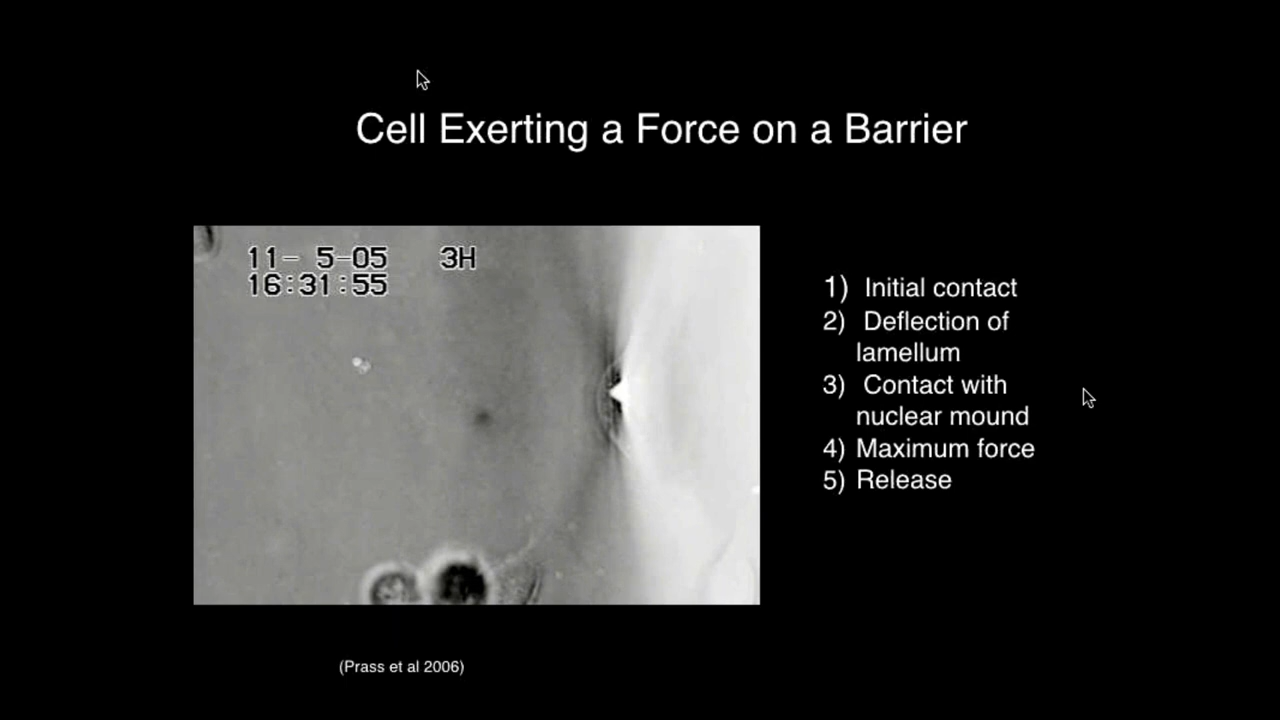 Cell Exerting a Force on a Barrier
11- 5-05 3H
16:31:55
1) Initial contact
2) Deflection of
lamellum
3) Contact with
nuclear mound
4) Maximum force
5) Release
(Prass et al 2006)